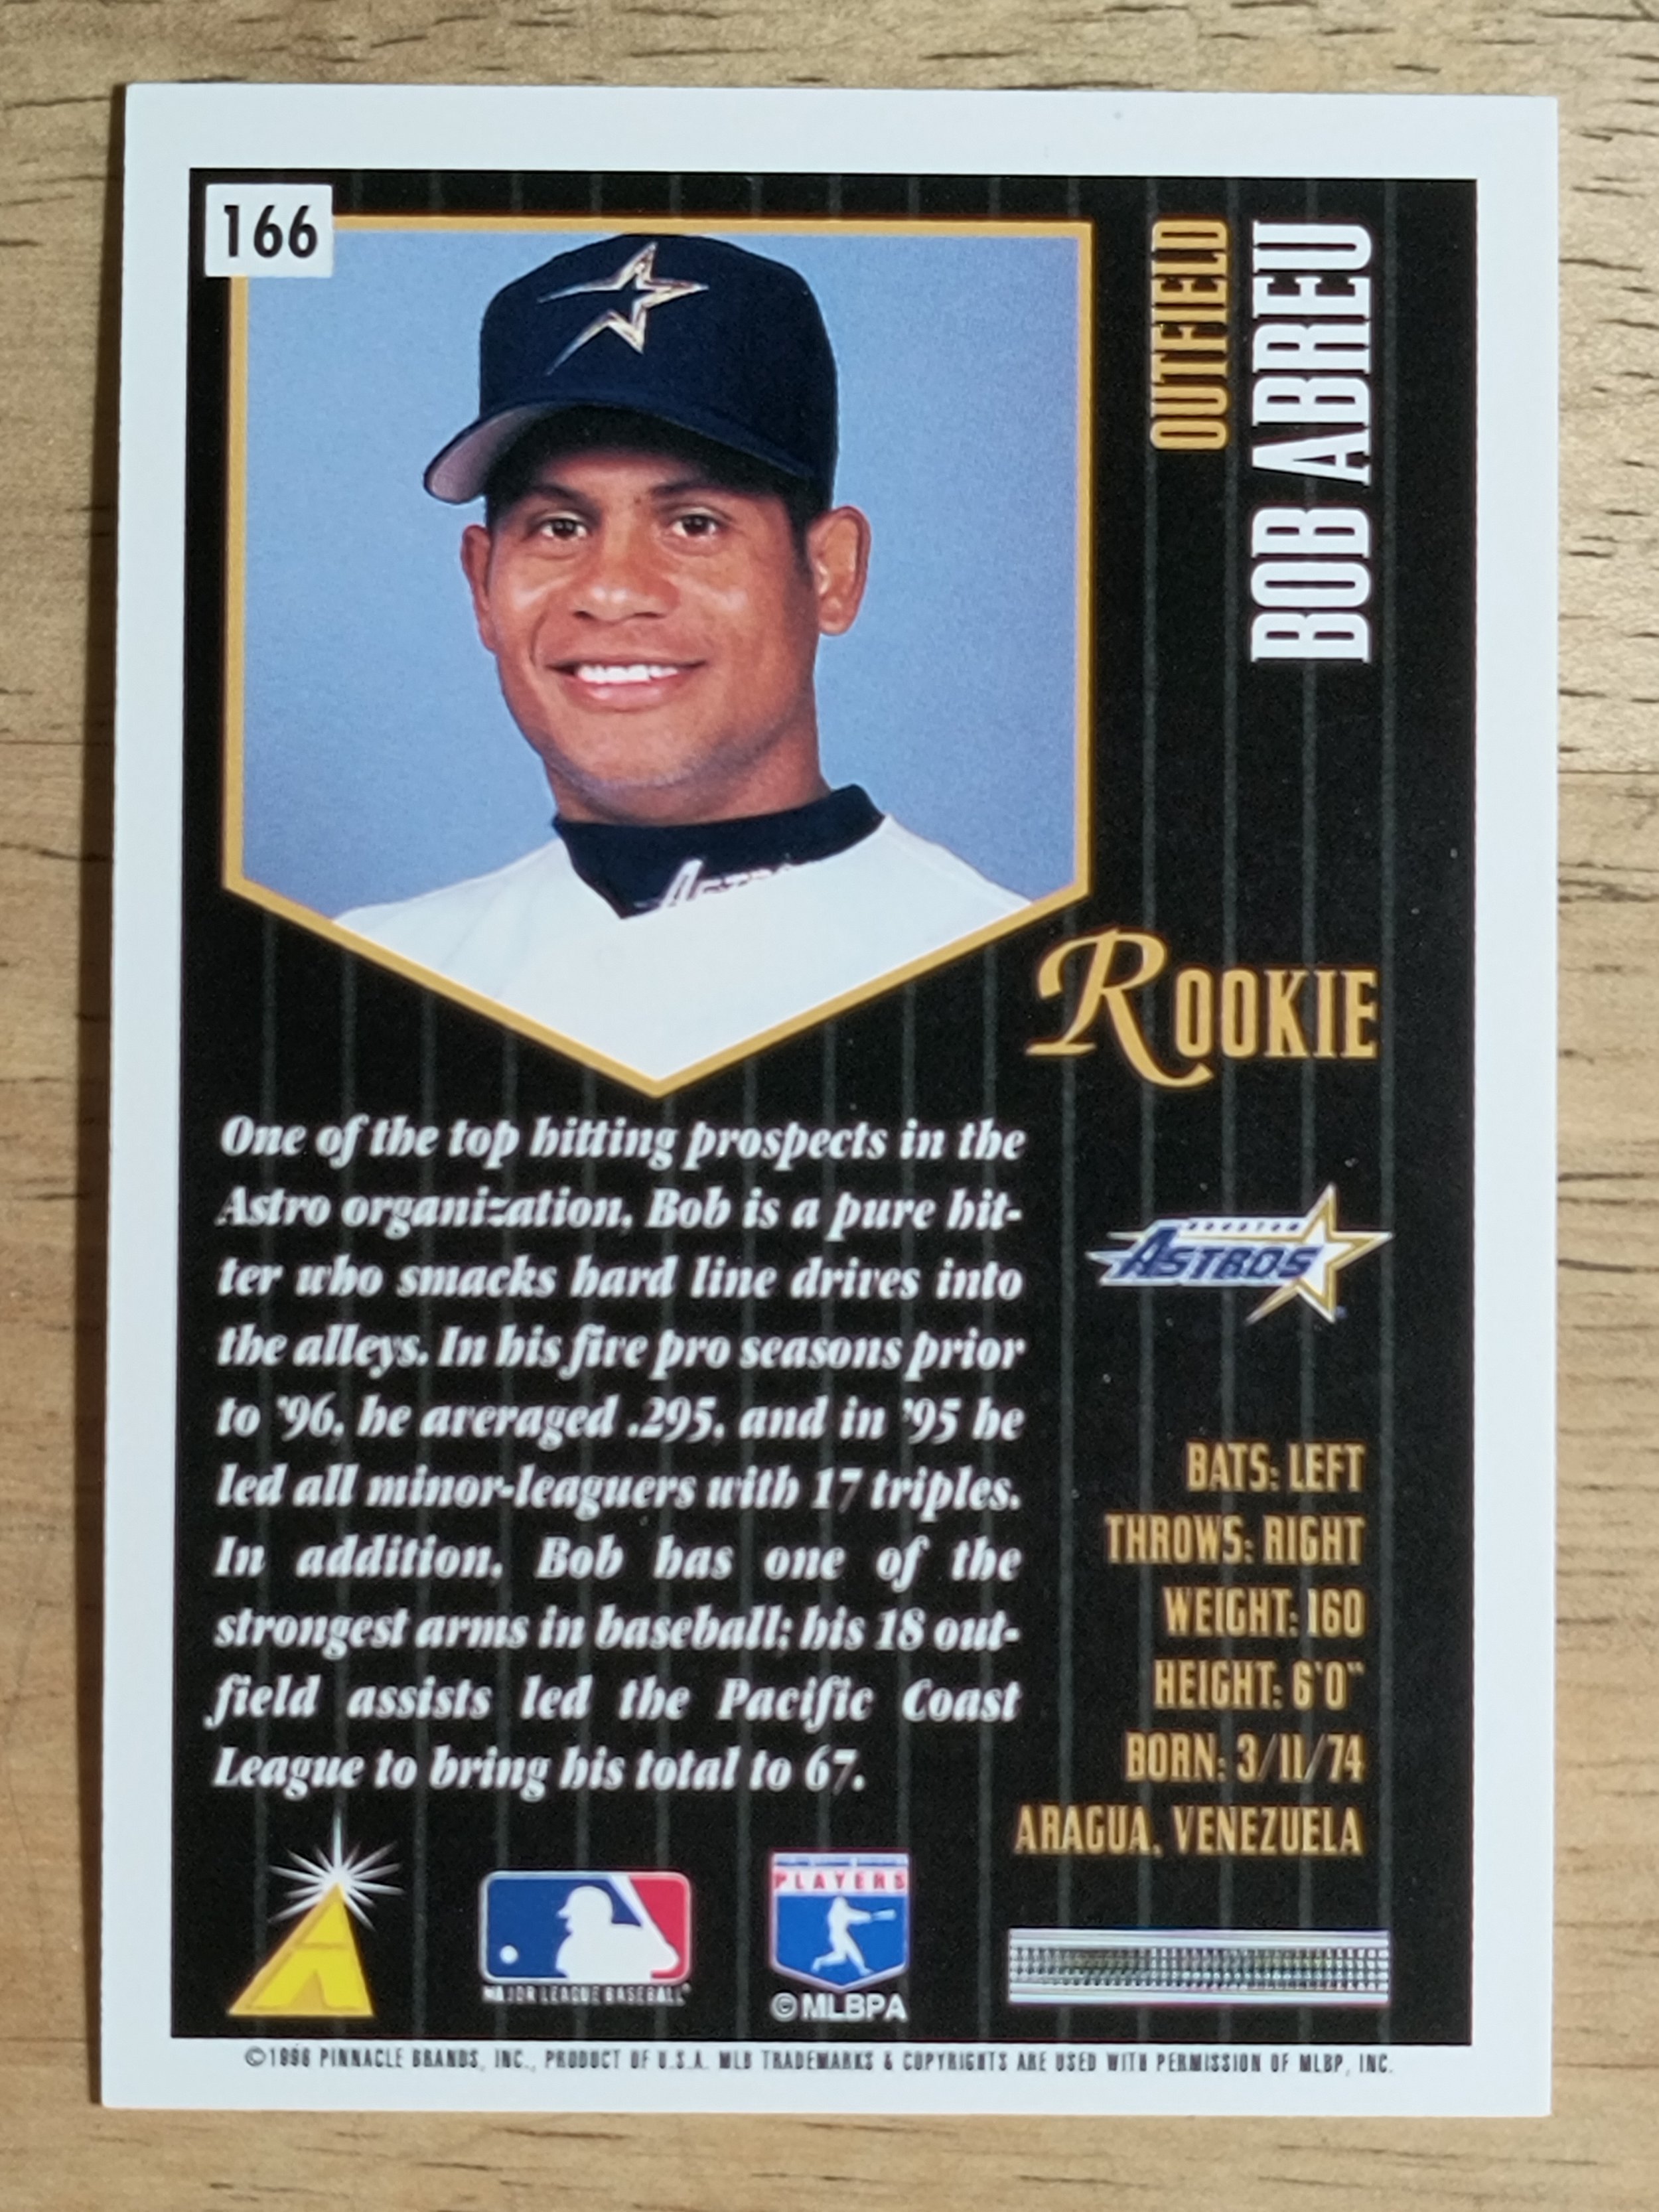 166
OUTFIELD
BOB ABREU
Astros
ROOKIE
One of the top hitting prospects in the
Astro organization, Bob is a pure hit-
ter who smacks hard line drives into
the alleys. In his five pro seasons prior
to '96, he averaged .295, and in '95 he
led all minor-leaguers with 17 triples.
In addition, Bob has one of the
strongest arms in baseball; his 18 out-
field assists led the Pacific Coast
League to bring his total to 67.
HOUSTON
ASTROS
BATS: LEFT
THROWS: RIGHT
WEIGHT: 160
HEIGHT: 6'0"
BORN: 3/11/74
ARAGUA, VENEZUELA
MAJOR LEAGUE BASEBALL
PLAYERS
©MLBPA
©1996 PINNACLE BRANDS, INC., PRODUCT OF U.S.A. MLB TRADEMARKS & COPYRIGHTS ARE USED WITH PERMISSION OF MLBP, INC.